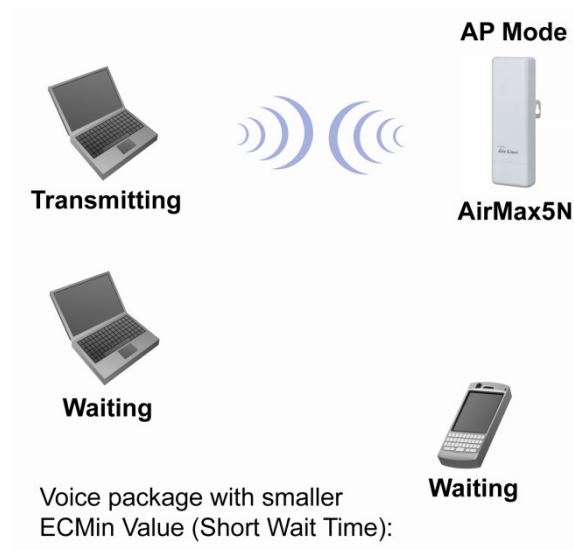 AP Mode
Transmitting
AirMax5N
Waiting
Waiting
Voice package with smaller
ECMin Value (Short Wait Time):